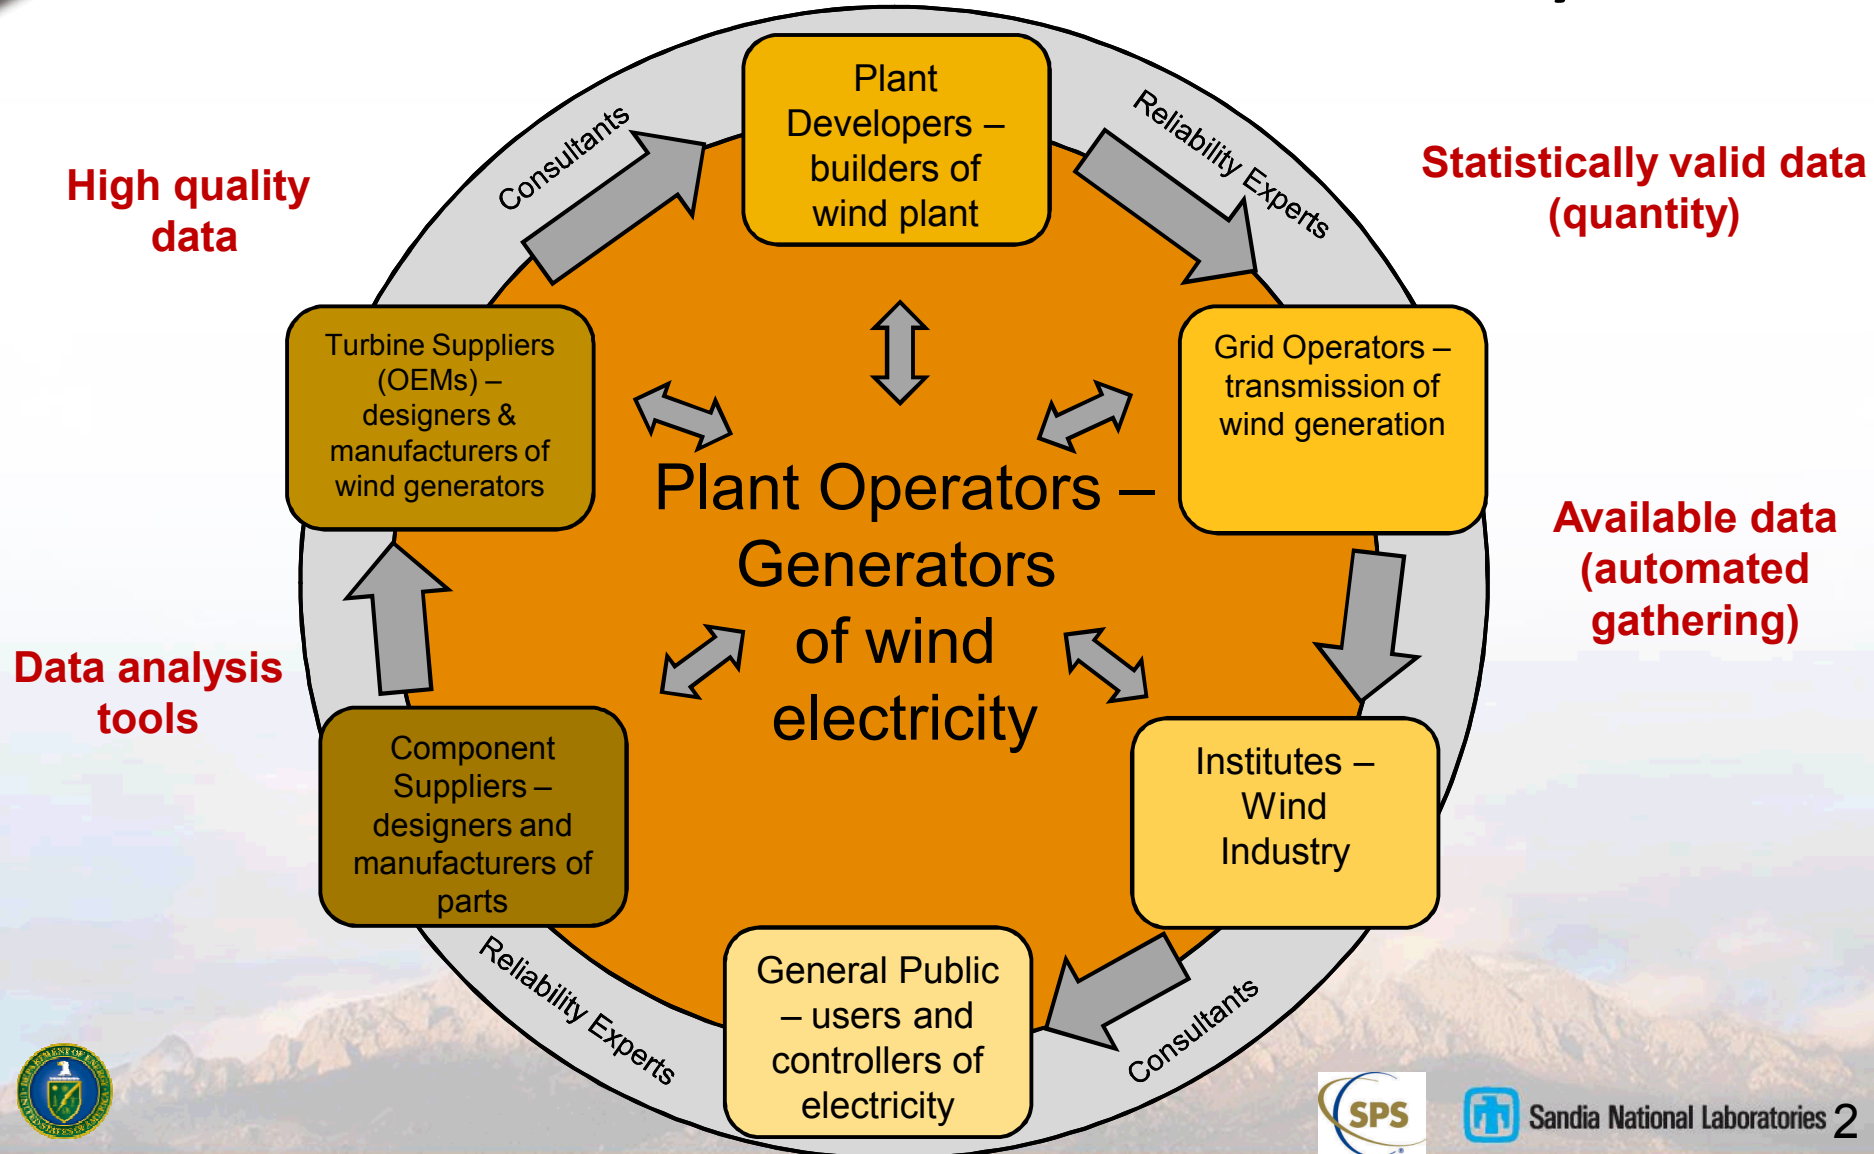 Plant
Developers –
builders of
wind plant
Consultants
Reliability Experts
High quality
data
Statistically valid data
(quantity)
Turbine Suppliers
(OEMs) –
designers &
manufacturers of
wind generators
Grid Operators –
transmission of
wind generation
Plant Operators –
Generators
of wind
electricity
Available data
(automated
gathering)
Data analysis
tools
Component
Suppliers –
designers and
manufacturers of
parts
Institutes –
Wind
Industry
General Public
– users and
controllers of
electricity
Reliability Experts
Consultants
SPS
Sandia National Laboratories 2